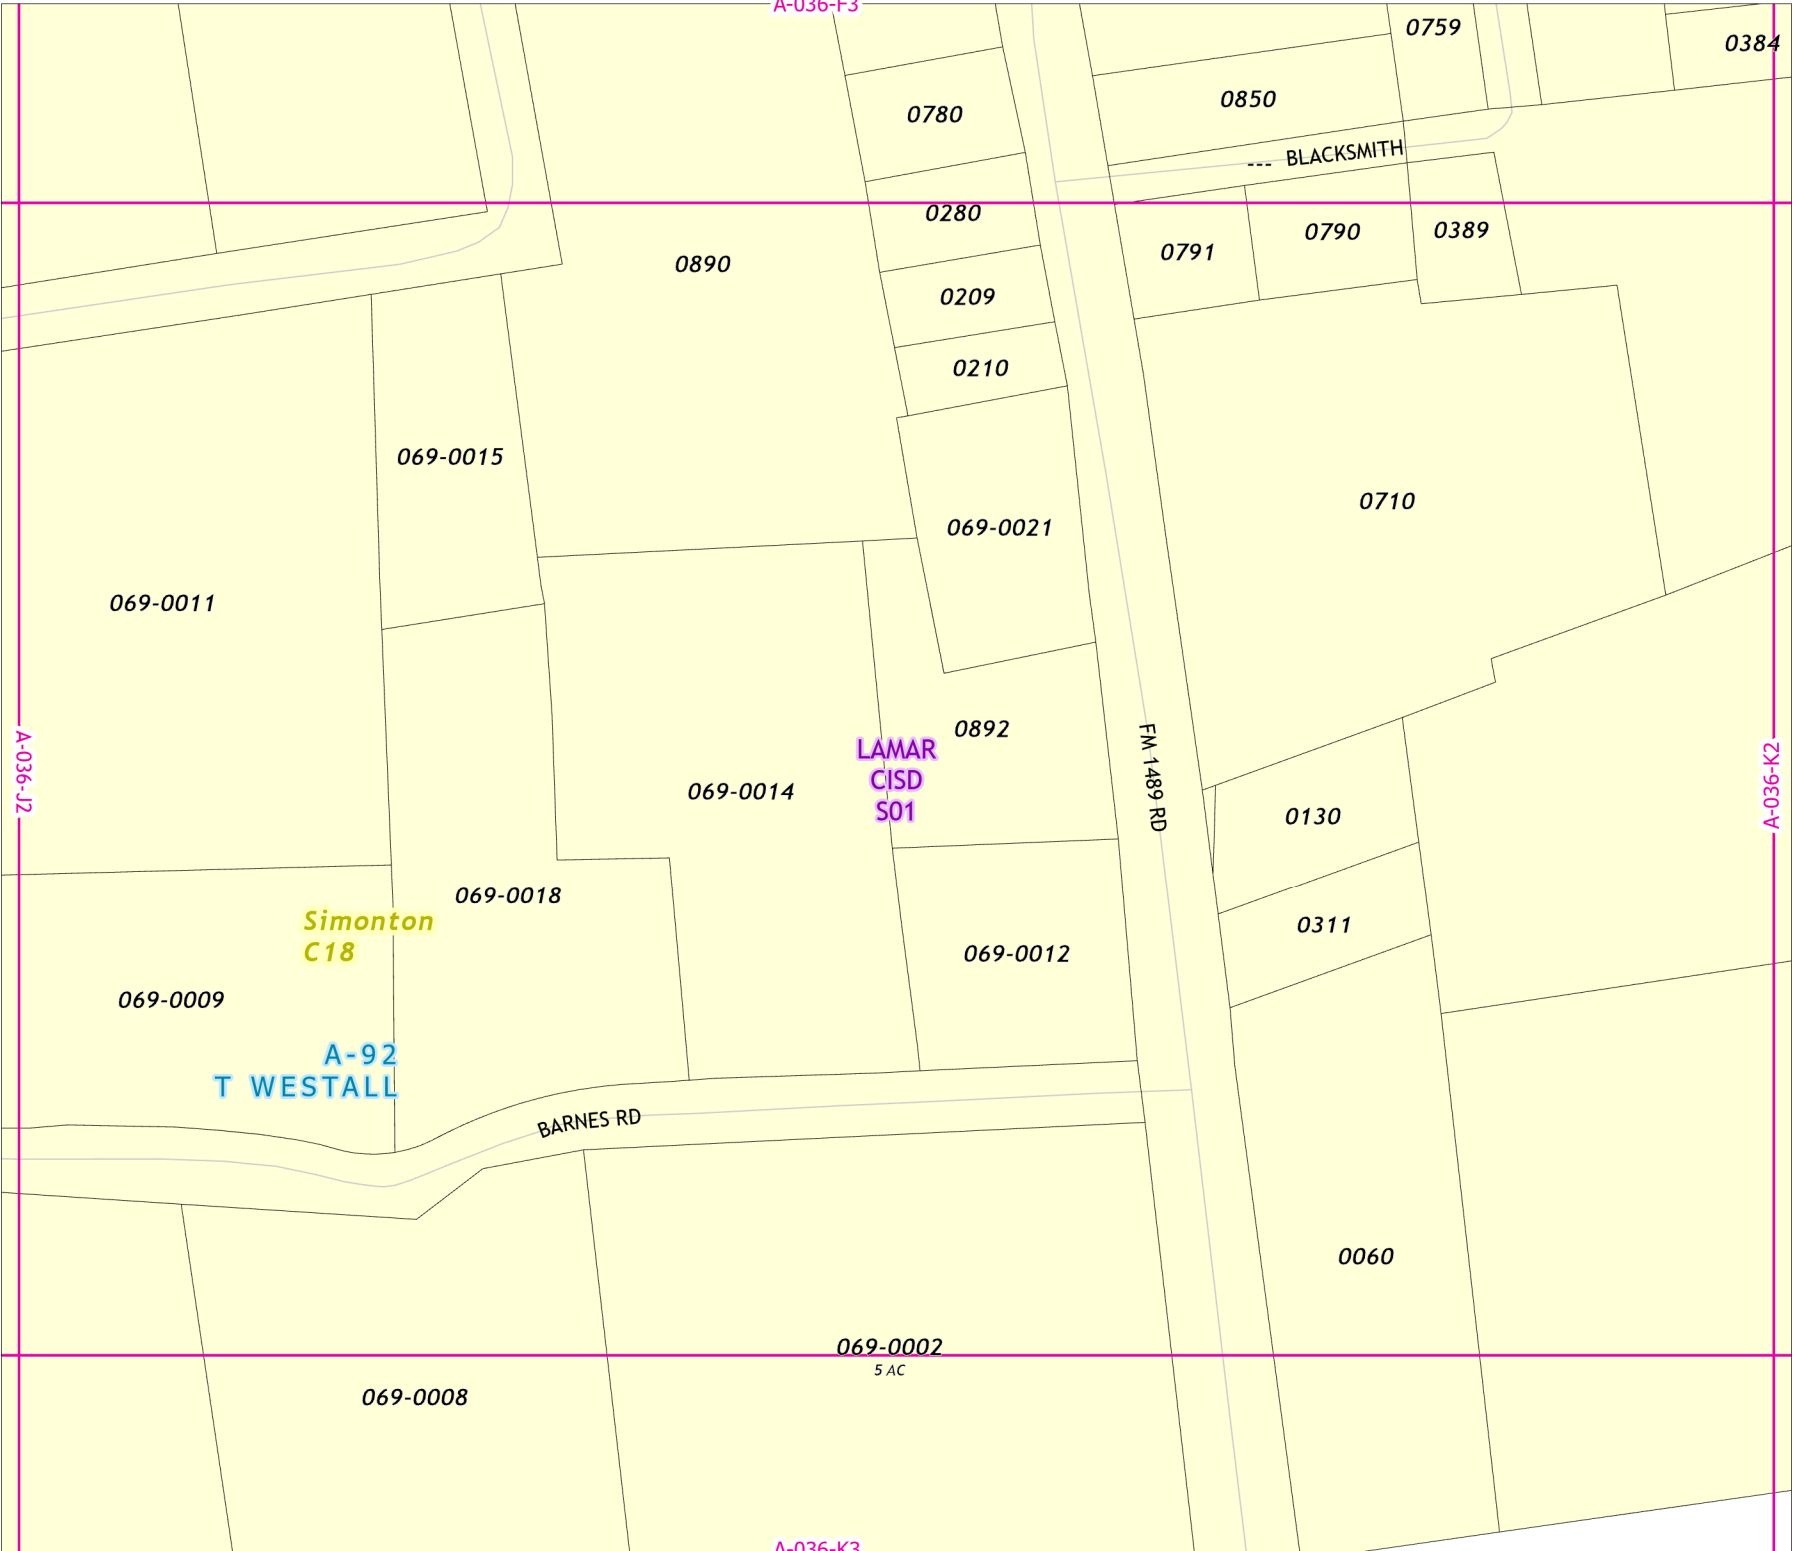 A-036-F3
0759
0384
0850
0780
--- BLACKSMITH
0280
0389
0790
0791
0890
0209
0210
069-0015
0710
069-0021
069-0011
0892
LAMAR
CISD
S01
FM 1489 RD
A-036-J2
A-036-K2
069-0014
0130
069-0018
Simonton
C18
0311
069-0012
069-0009
A-92
T WESTALL
BARNES RD
0060
069-0002
5 AC
069-0008
A-036-K3